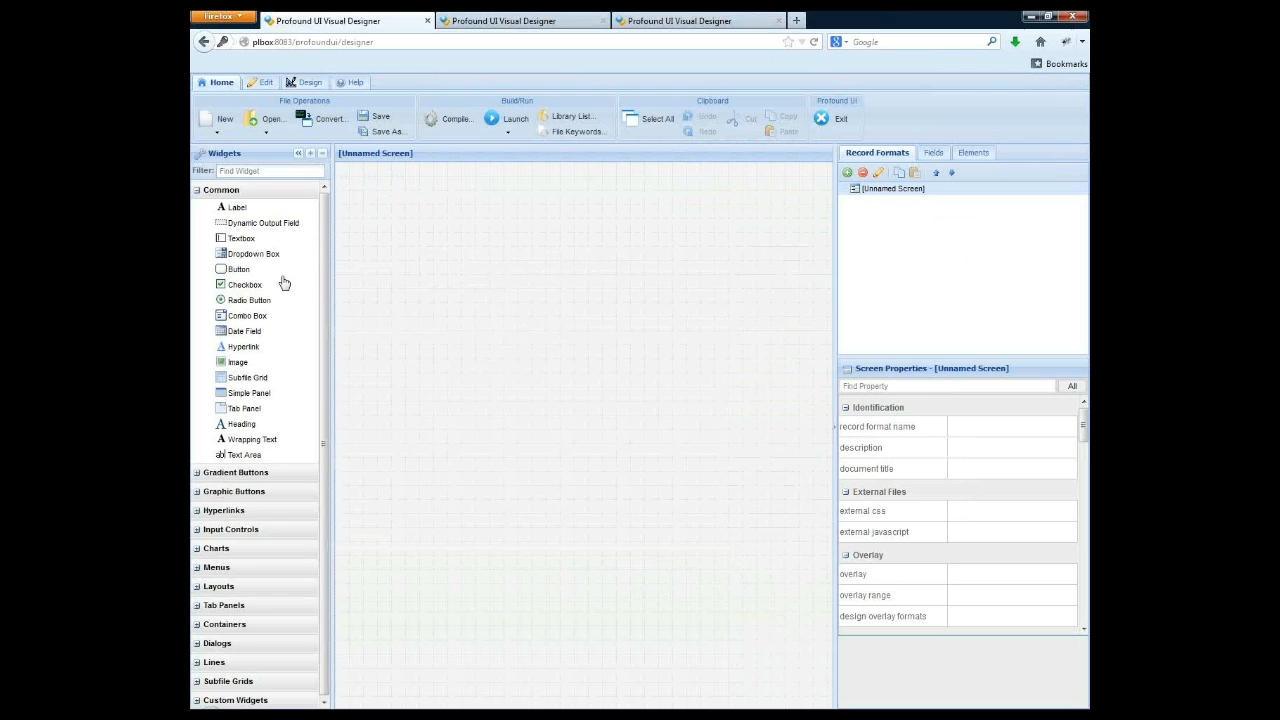 Firefox
Profound UI Visual Designer
Profound UI Visual Designer
Profound UI Visual Designer
plbox:8083/profoundui/designer
Google
Bookmarks
Home Edit Design Help
File Operations
New
Open...
Convert...
Save
Save As...
Build/Run
Compile...
Launch
Library List...
File Keywords...
Clipboard
Select All
Undo
Redo
Cut
Copy
Paste
Profound UI
Exit
Widgets
Filter: Find Widget
Common
Label
Dynamic Output Field
Textbox
Dropdown Box
Button
Checkbox
Radio Button
Combo Box
Date Field
Hyperlink
Image
Subfile Grid
Simple Panel
Tab Panel
Heading
Wrapping Text
Text Area
Gradient Buttons
Graphic Buttons
Hyperlinks
Input Controls
Charts
Menus
Layouts
Tab Panels
Containers
Dialogs
Lines
Subfile Grids
Custom Widgets
[Unnamed Screen]
Record Formats Fields Elements
[Unnamed Screen]
Screen Properties - [Unnamed Screen]
Find Property All
Identification
record format name
description
document title
External Files
external css
external javascript
Overlay
overlay
overlay range
design overlay formats